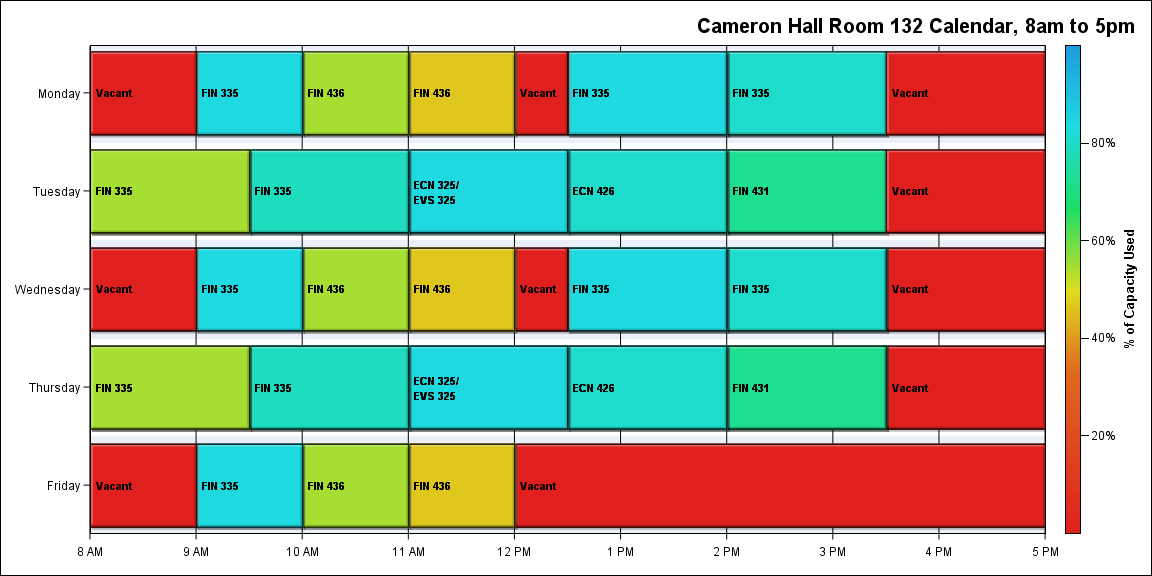 Cameron Hall Room 132 Calendar, 8am to 5pm
Monday
Vacant
FIN 335
FIN 436
FIN 436
Vacant
FIN 335
FIN 335
Vacant
Tuesday
FIN 335
FIN 335
ECN 325/
EVS 325
ECN 426
FIN 431
Vacant
Wednesday
Vacant
FIN 335
FIN 436
FIN 436
Vacant
FIN 335
FIN 335
Vacant
Thursday
FIN 335
FIN 335
ECN 325/
EVS 325
ECN 426
FIN 431
Vacant
Friday
Vacant
FIN 335
FIN 436
FIN 436
Vacant
8 AM
9 AM
10 AM
11 AM
12 PM
1 PM
2 PM
3 PM
4 PM
5 PM
80%
60%
40%
20%
% of Capacity Used